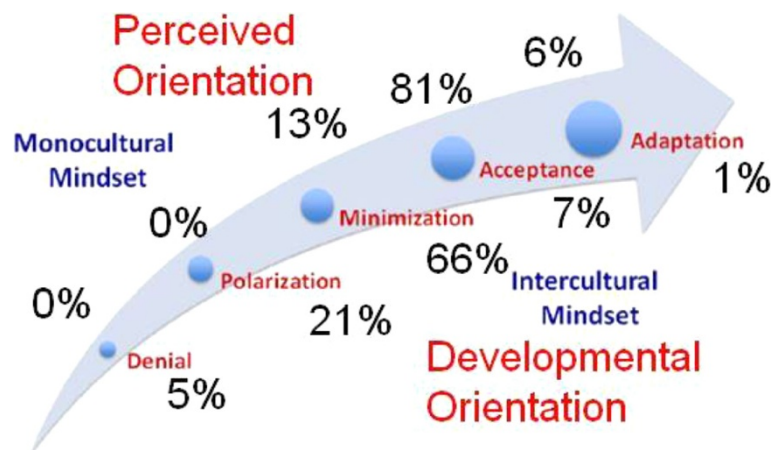 Perceived
Orientation
6%
81%
13%
Monocultural
Mindset
Adaptation
Acceptance
1%
0%
Minimization
7%
66%
Polarization
Intercultural
Mindset
0%
21%
Denial
Developmental
Orientation
5%